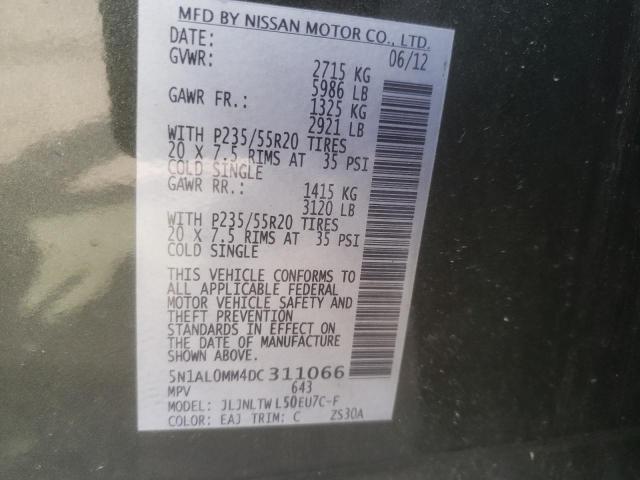 MFD BY NISSAN MOTOR CO., LTD.
DATE: 06/12
GVWR: 2715 KG
5986 LB
GAWR FR.: 1325 KG
2921 LB
WITH P235/55R20 TIRES
20 X 7.5 RIMS AT 35 PSI
COLD SINGLE
GAWR RR.: 1415 KG
3120 LB
WITH P235/55R20 TIRES
20 X 7.5 RIMS AT 35 PSI
COLD SINGLE
THIS VEHICLE CONFORMS TO
ALL APPLICABLE FEDERAL
MOTOR VEHICLE SAFETY AND
THEFT PREVENTION
STANDARDS IN EFFECT ON
THE DATE OF MANUFACTURE
SHOWN ABOVE.
5N1AL0MM4DC311066
MPV 643
MODEL: JLJNLTW L50EU7C-F
COLOR: EAJ TRIM: C ZS30A